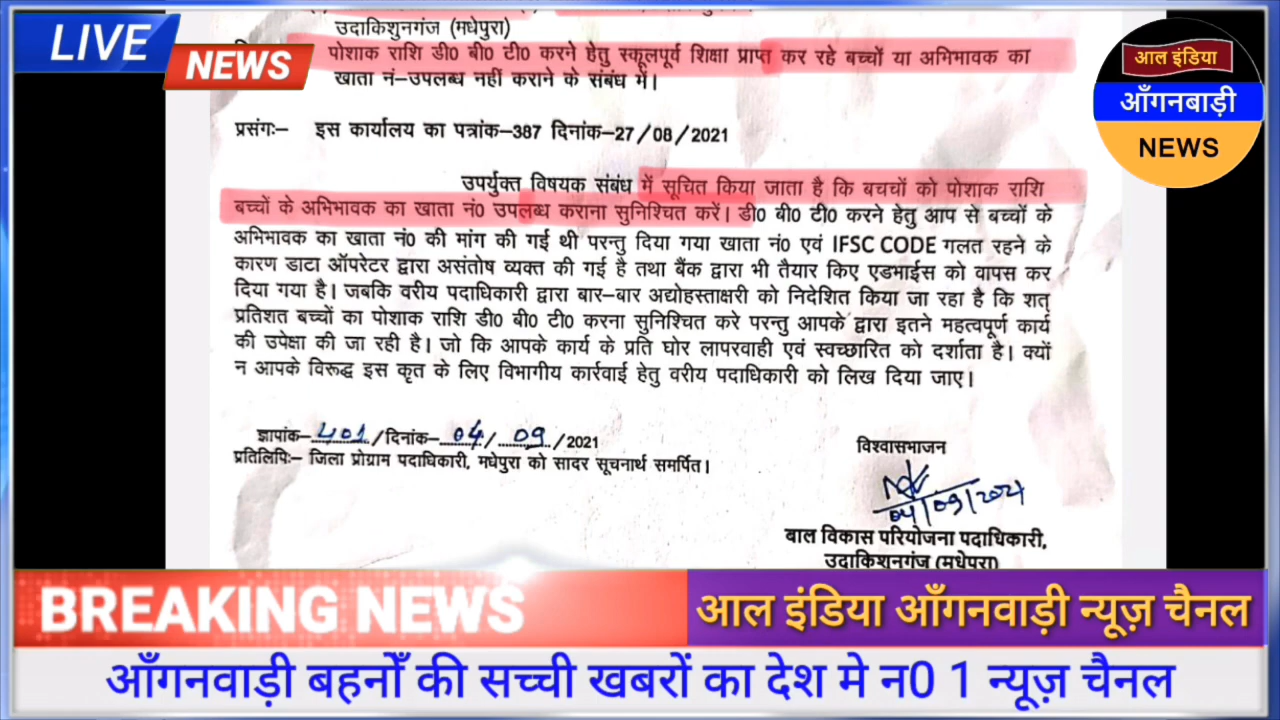 LIVE
NEWS
आल इंडिया
आँगनबाड़ी
NEWS
उदाकिशुनगंज (मधेपुरा)
पोशाक राशि डी0 बी0 टी0 करने हेतु स्कूलपूर्व शिक्षा प्राप्त कर रहे बच्चों या अभिभावक का
खाता नं–उपलब्ध नहीं कराने के संबंध में।
प्रसंगः– इस कार्यालय का पत्रांक–387 दिनांक–27/08/2021
उपर्युक्त विषयक संबंध में सूचित किया जाता है कि बचचों को पोशाक राशि
बच्चों के अभिभावक का खाता नं0 उपलब्ध कराना सुनिश्चित करें। डी0 बी0 टी0 करने हेतु आप से बच्चों के
अभिभावक का खाता नं0 की मांग की गई थी परन्तु दिया गया खाता नं0 एवं IFSC CODE गलत रहने के
कारण डाटा ऑपरेटर द्वारा असंतोष व्यक्त की गई है तथा बैंक द्वारा भी तैयार किए एडभाईस को वापस कर
दिया गया है। जबकि वरीय पदाधिकारी द्वारा बार–बार अद्योहस्ताक्षरी को निदेशित किया जा रहा है कि शत्
प्रतिशत बच्चों का पोशाक राशि डी0 बी0 टी0 करना सुनिश्चित करे परन्तु आपके द्वारा इतने महत्वपूर्ण कार्य
की उपेक्षा की जा रही है। जो कि आपके कार्य के प्रति घोर लापरवाही एवं स्वच्छारित को दर्शाता है। क्यों
न आपके विरूद्ध इस कृत के लिए विभागीय कार्रवाई हेतु वरीय पदाधिकारी को लिख दिया जाए।
ज्ञापांक–401/दिनांक–04/09/2021
प्रतिलिपिः– जिला प्रोग्राम पदाधिकारी, मधेपुरा को सादर सूचनार्थ समर्पित।
विश्वासभाजन
04/09/2021
बाल विकास परियोजना पदाधिकारी,
उदाकिशुनगंज (मधेपुरा)
BREAKING NEWS
आल इंडिया आँगनवाड़ी न्यूज़ चैनल
आँगनवाड़ी बहनोँ की सच्ची खबरों का देश मे न0 1 न्यूज़ चैनल